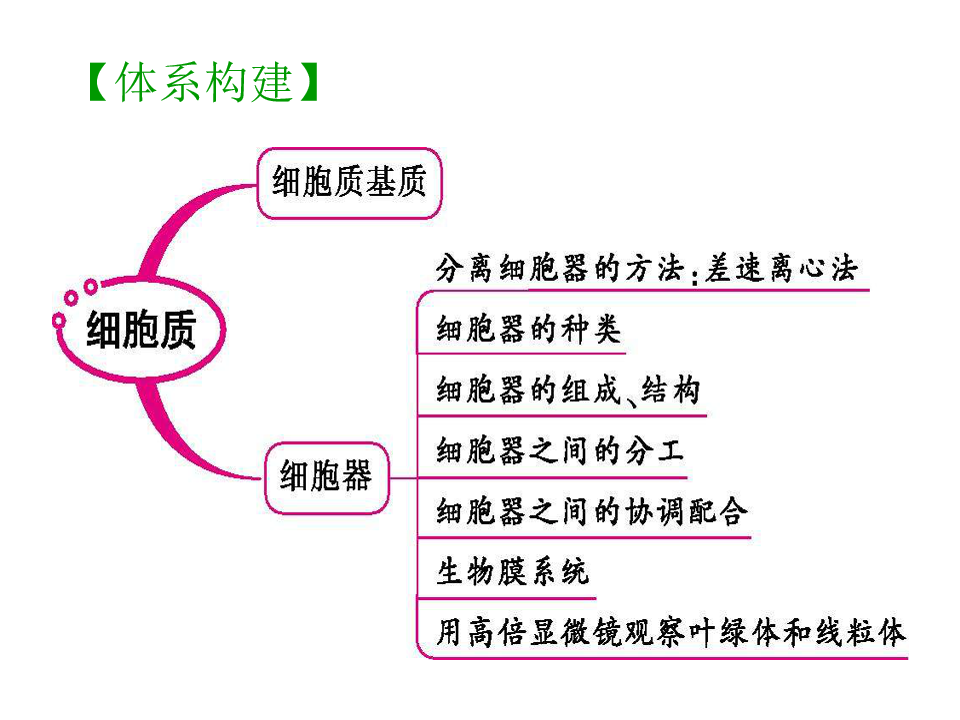 【体系构建】
细胞质基质
分离细胞器的方法:差速离心法
细胞器的种类
细胞质
细胞器的组成、结构
细胞器之间的分工
细胞器
细胞器之间的协调配合
生物膜系统
用高倍显微镜观察叶绿体和线粒体